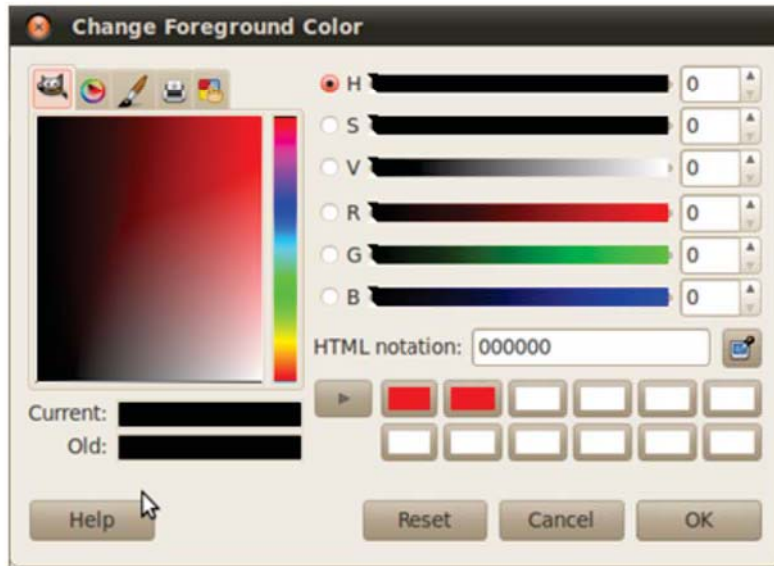 Change Foreground Color
H 0
S 0
V 0
R 0
G 0
B 0
HTML notation: 000000
Current:
Old:
Help Reset Cancel OK